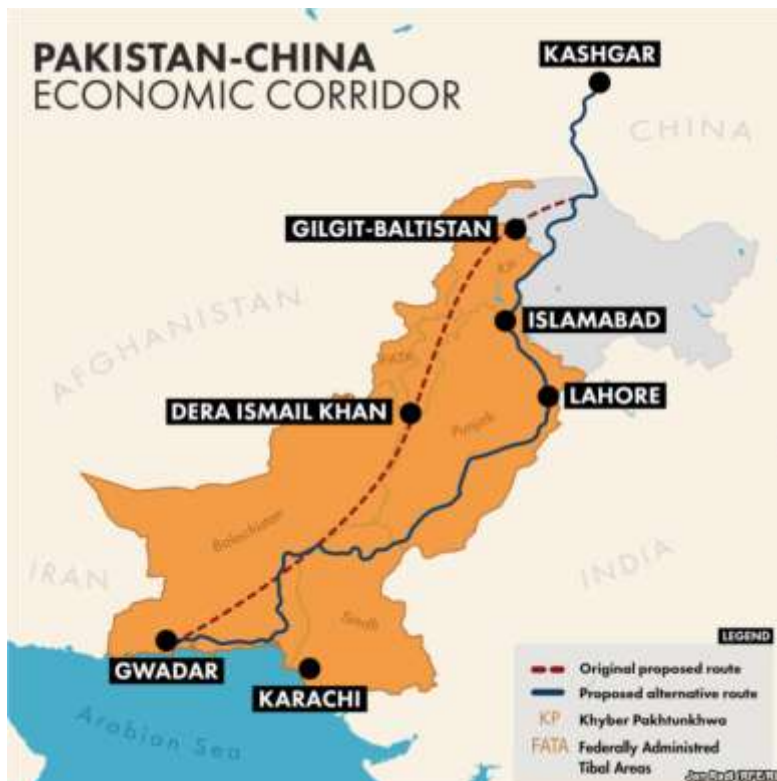 PAKISTAN-CHINA
ECONOMIC CORRIDOR
KASHGAR
CHINA
GILGIT-BALTISTAN
KP
ISLAMABAD
AFGHANISTAN
FATA
LAHORE
DERA ISMAIL KHAN
Punjab
Balochistan
IRAN
INDIA
Sindh
GWADAR
KARACHI
Arabian Sea
LEGEND
Original proposed route
Proposed alternative route
KP Khyber Pakhtunkhwa
FATA Federally Administred
Tibal Areas